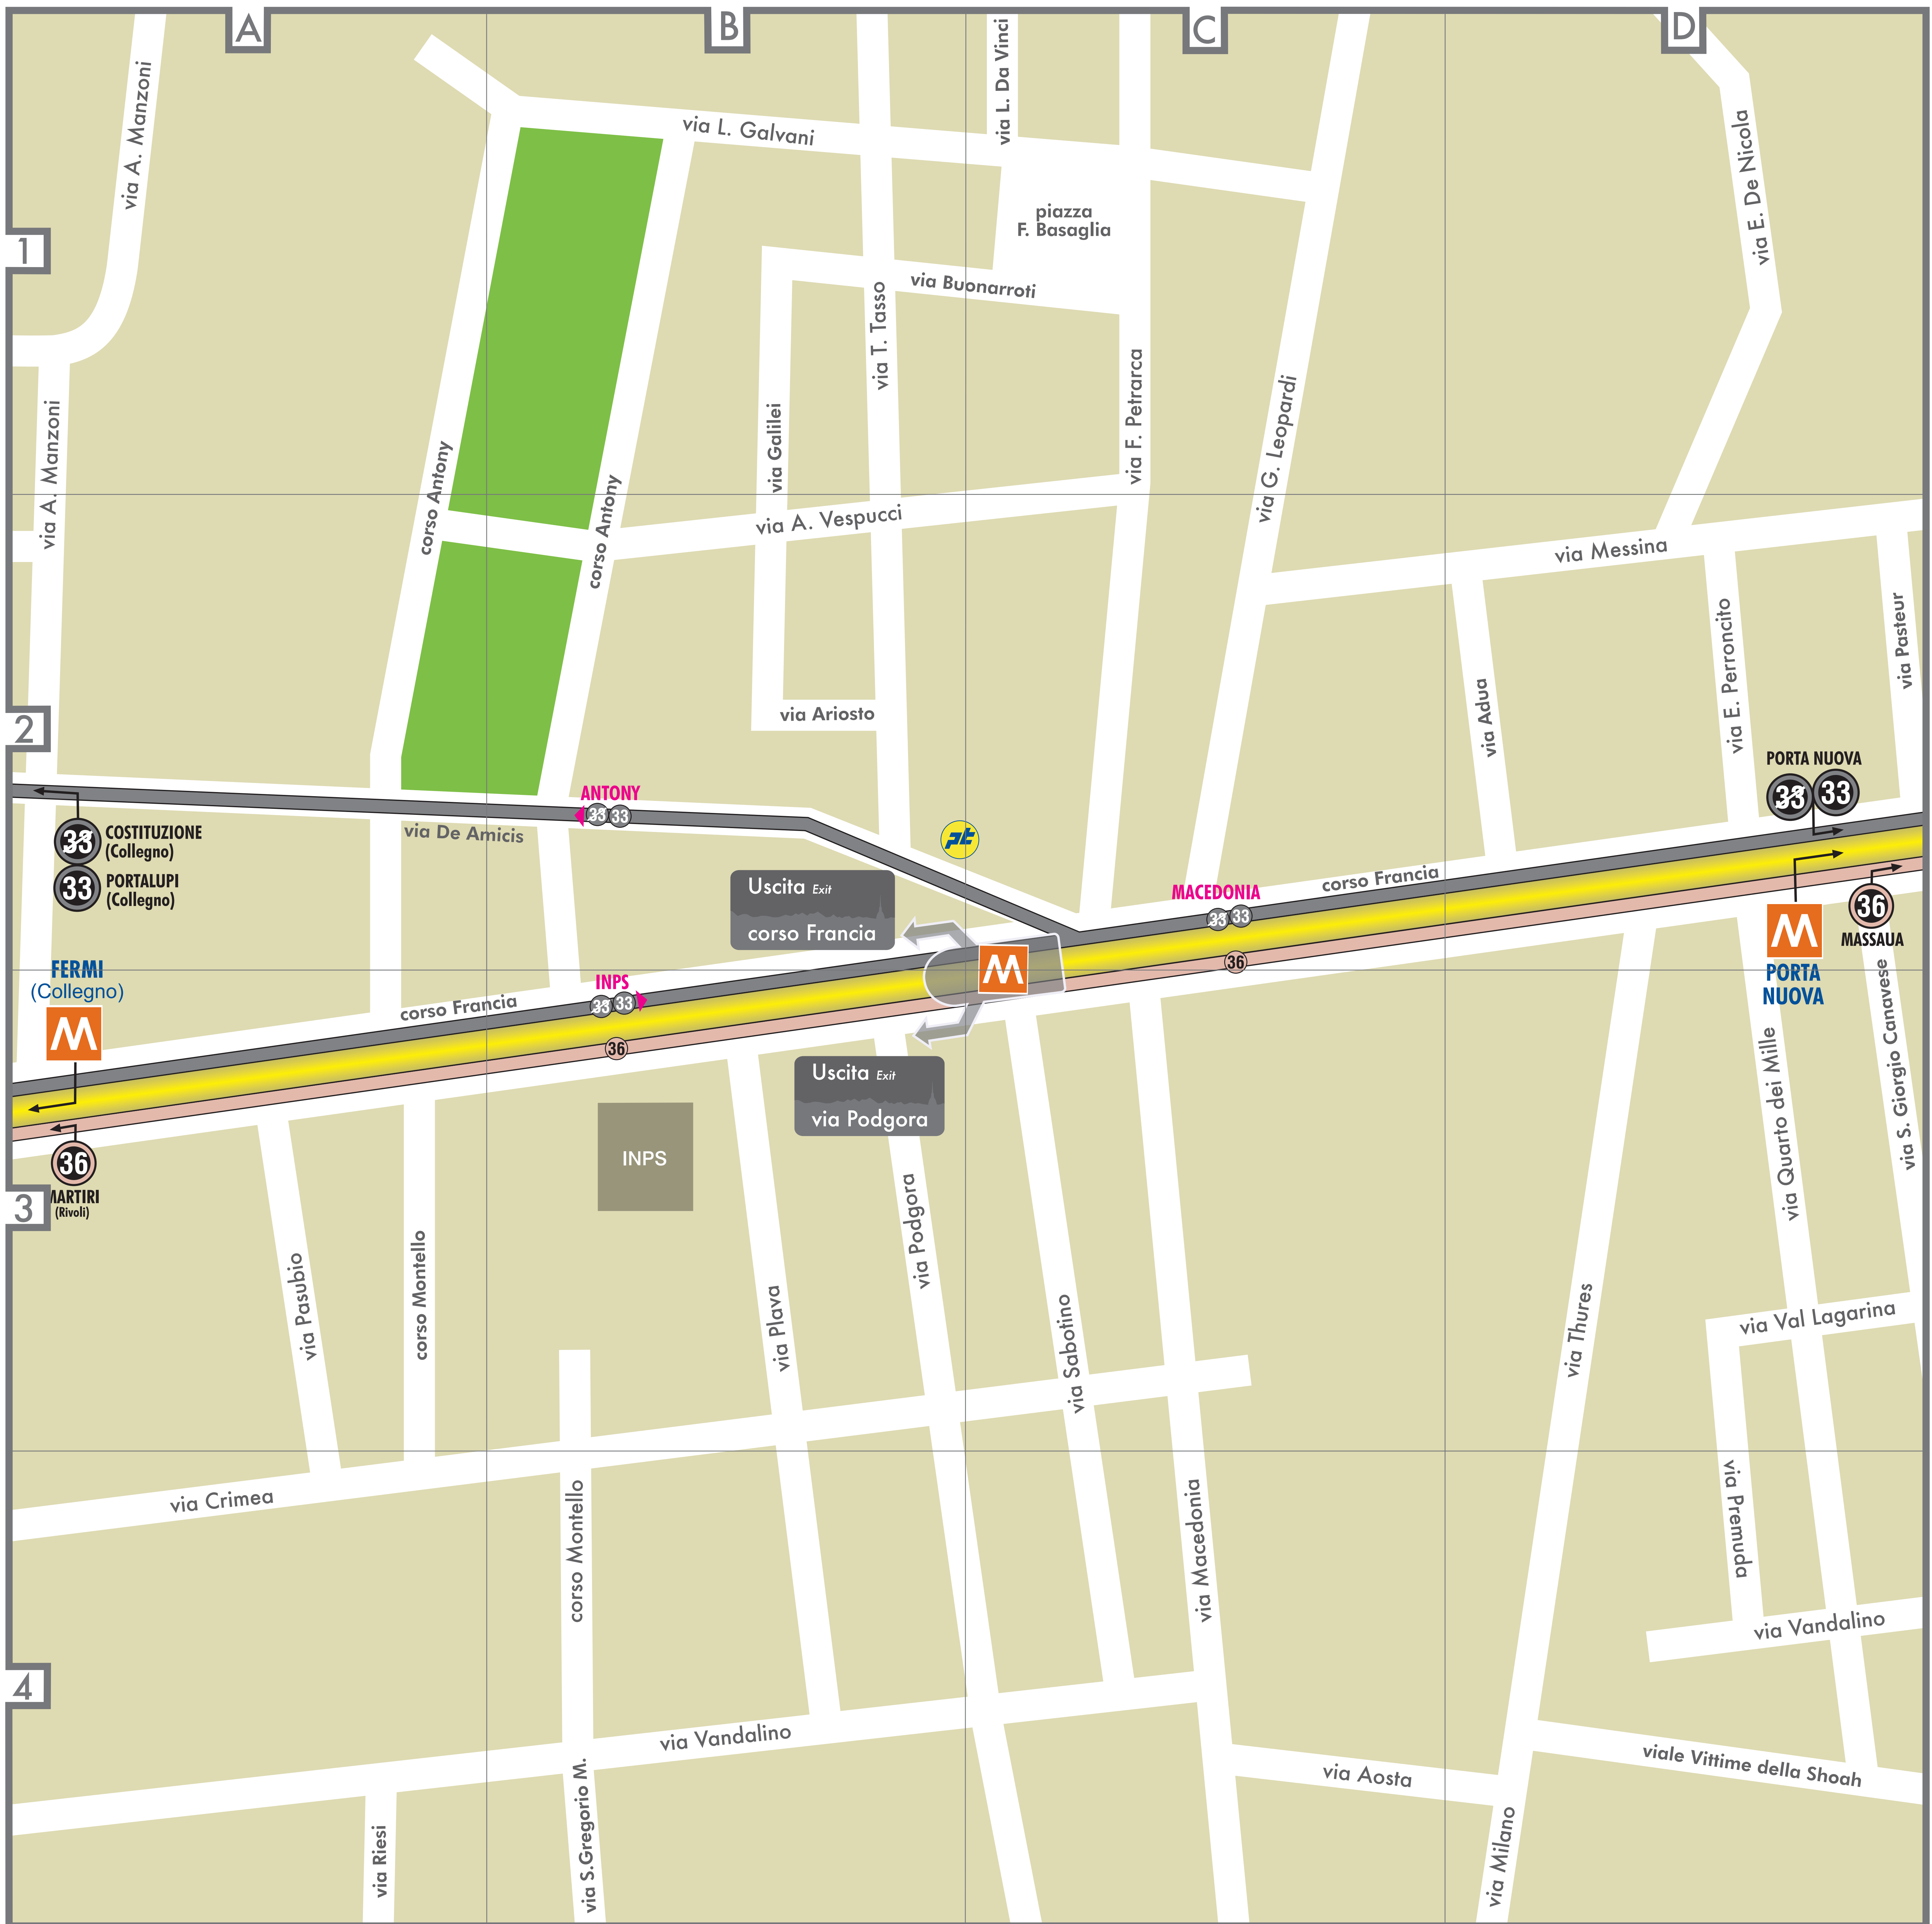 A
B
C
D
via A. Manzoni
via L. Galvani
via L. Da Vinci
via E. De Nicola
piazza
F. Basaglia
1
via Buonarroti
via T. Tasso
via F. Petrarca
via G. Leopardi
via Galilei
via A. Manzoni
corso Antony
corso Antony
via A. Vespucci
via Messina
via Pasteur
via E. Perroncito
via Adua
2
via Ariosto
PORTA NUOVA
33 33
ANTONY
33 33
via De Amicis
pt
33
COSTITUZIONE
(Collegno)
33
PORTALUPI
(Collegno)
Uscita Exit
corso Francia
MACEDONIA
33 33
36
corso Francia
36
MASSAUA
M
PORTA
NUOVA
M
FERMI
(Collegno)
M
INPS
33 33
corso Francia
36
Uscita Exit
via Podgora
36
MARTIRI
(Rivoli)
3
INPS
via Quarto dei Mille
via S. Giorgio Canavese
via Pasubio
corso Montello
via Plava
via Podgora
via Sabotino
via Thures
via Val Lagarina
via Crimea
corso Montello
via Macedonia
via Premuda
via Vandalino
4
via Vandalino
via Aosta
viale Vittime della Shoah
via Riesi
via S.Gregorio M.
via Milano